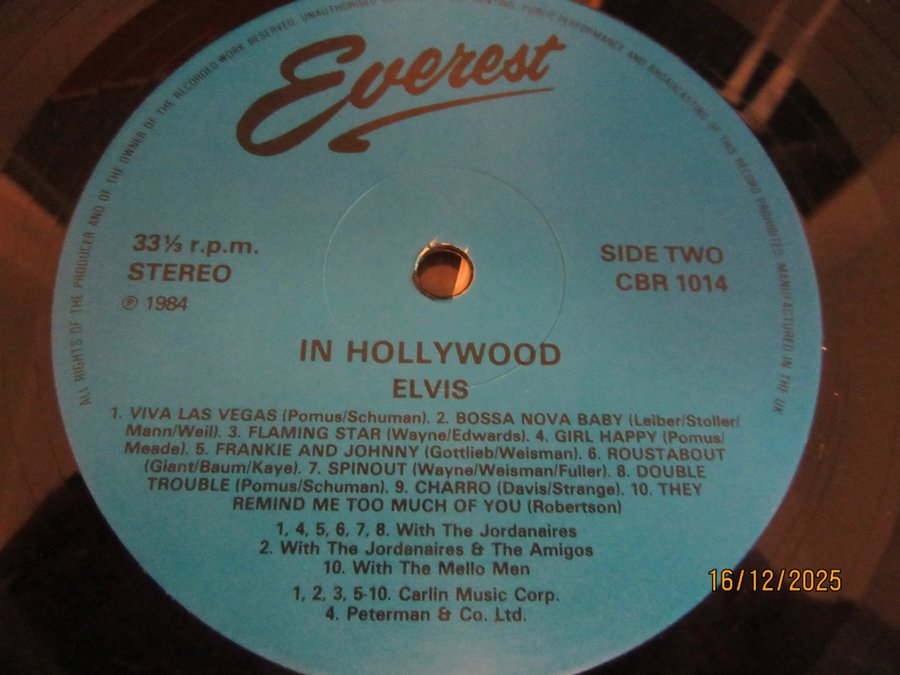 ALL RIGHTS OF THE PRODUCER AND OF THE OWNER OF THE RECORDED WORK RESERVED. UNAUTHORISED PUBLIC PERFORMANCE AND BROADCASTING OF THIS RECORD PROHIBITED. MANUFACTURED IN THE UK
Everest
33⅓ r.p.m.
STEREO
℗ 1984
SIDE TWO
CBR 1014
IN HOLLYWOOD
ELVIS
1. VIVA LAS VEGAS (Pomus/Schuman). 2. BOSSA NOVA BABY (Leiber/Stoller/
Mann/Weil). 3. FLAMING STAR (Wayne/Edwards). 4. GIRL HAPPY (Pomus/
Meade). 5. FRANKIE AND JOHNNY (Gottlieb/Weisman). 6. ROUSTABOUT
(Giant/Baum/Kaye). 7. SPINOUT (Wayne/Weisman/Fuller). 8. DOUBLE
TROUBLE (Pomus/Schuman). 9. CHARRO (Davis/Strange). 10. THEY
REMIND ME TOO MUCH OF YOU (Robertson)
1, 4, 5, 6, 7, 8. With The Jordanaires
2. With The Jordanaires & The Amigos
10. With The Mello Men
1, 2, 3, 5-10. Carlin Music Corp.
4. Peterman & Co. Ltd.
16/12/2025